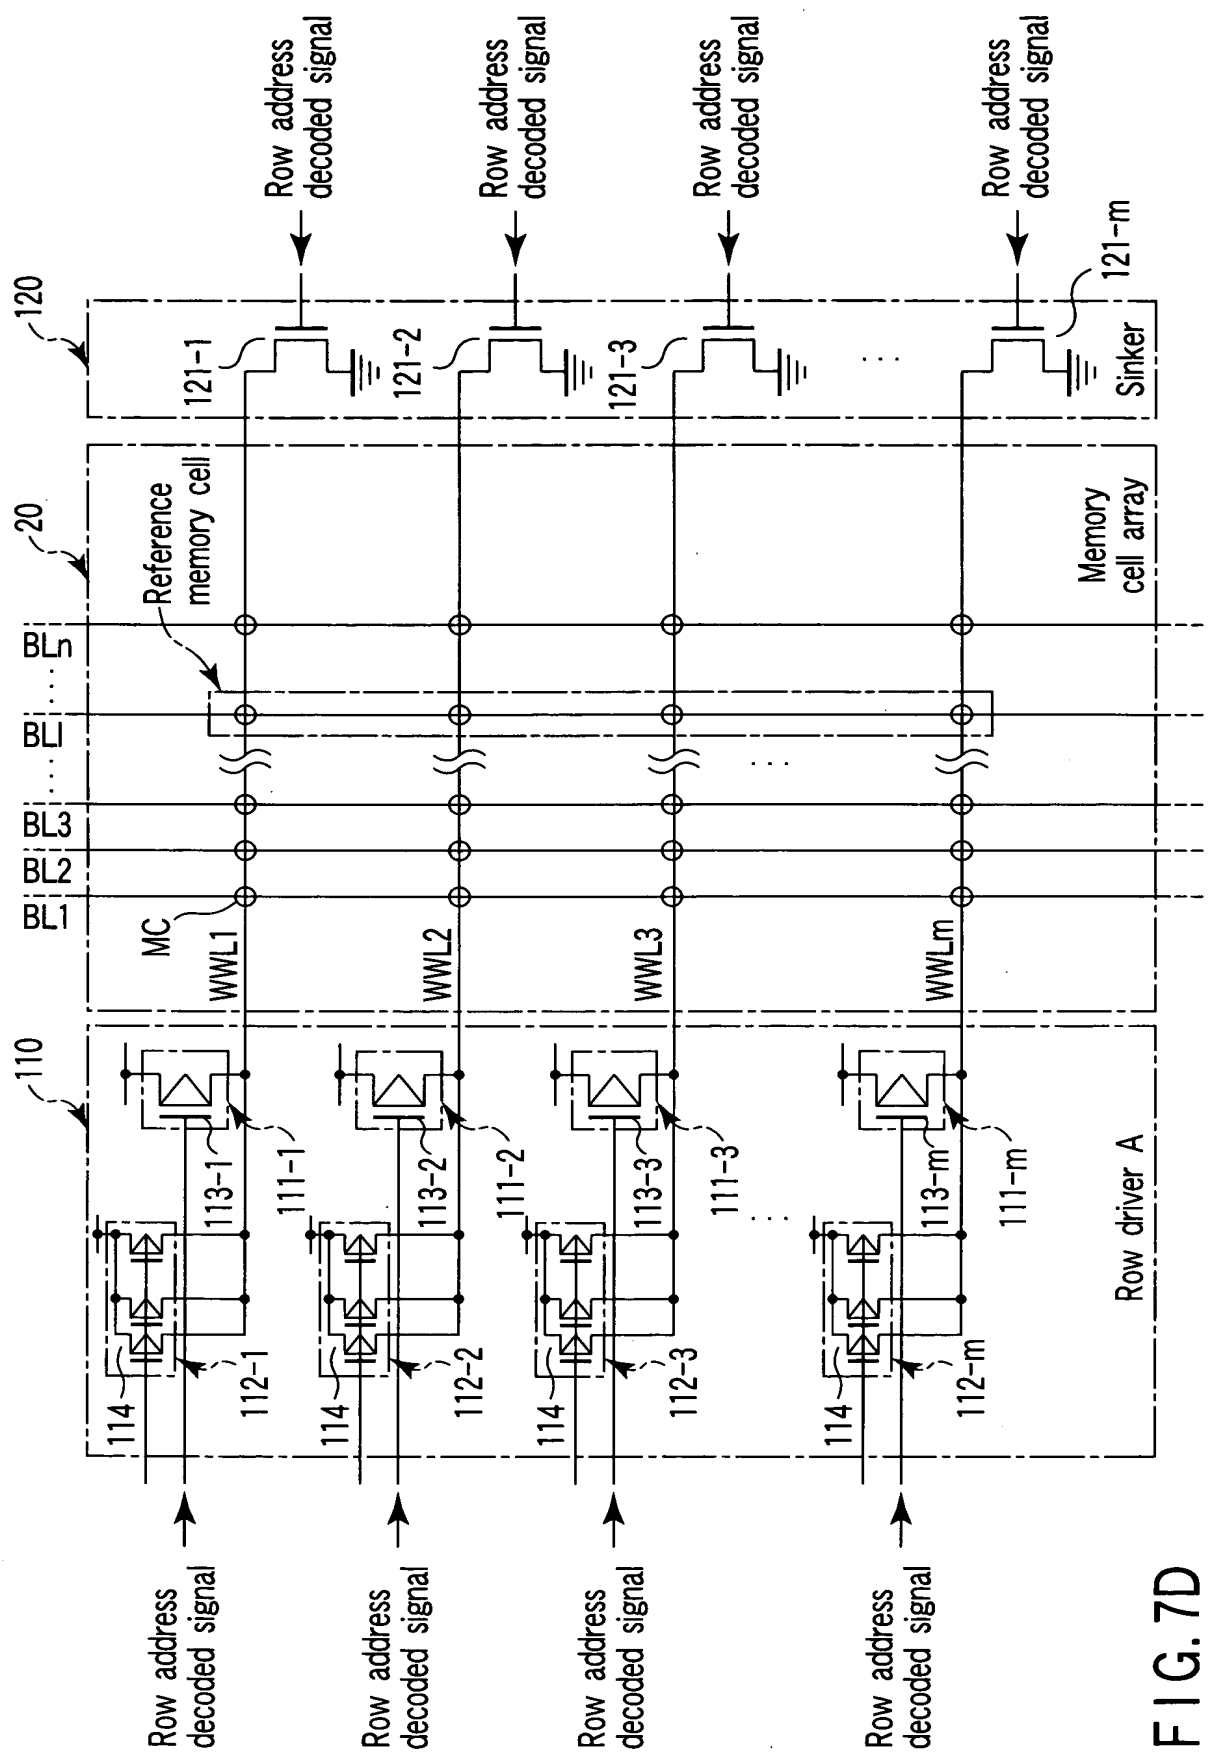 110
20
120
BL1
BL2
BL3
· · ·
BLl
· · ·
BLn
Reference
memory cell
MC
WWL1
WWL2
WWL3
WWLm
114
112-1
113-1
111-1
114
112-2
113-2
111-2
114
112-3
113-3
111-3
· · ·
114
112-m
113-m
111-m
Row driver A
· · ·
Memory
cell array
121-1
121-2
121-3
· · ·
121-m
Sinker
Row address
decoded signal
Row address
decoded signal
Row address
decoded signal
Row address
decoded signal
Row address
decoded signal
Row address
decoded signal
Row address
decoded signal
Row address
decoded signal
FIG. 7D